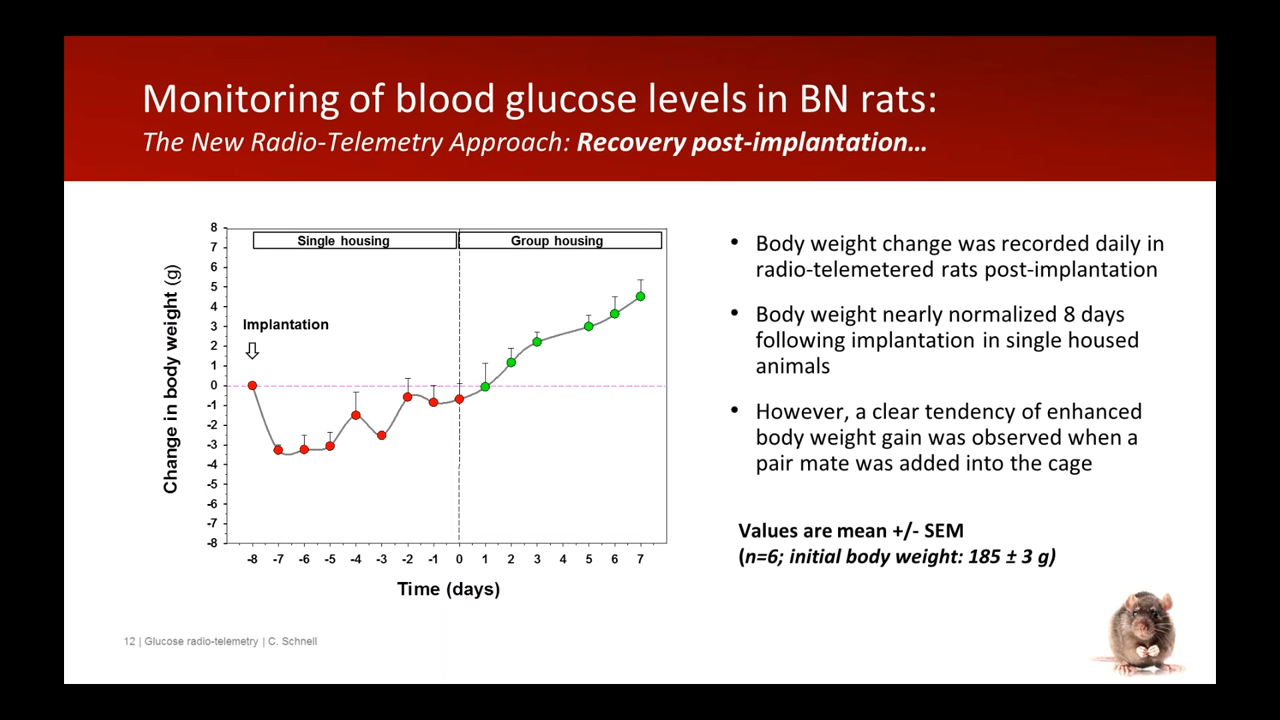 Monitoring of blood glucose levels in BN rats:
The New Radio-Telemetry Approach: Recovery post-implantation…
8
7
6
5
4
3
2
1
0
-1
-2
-3
-4
-5
-6
-7
-8
Change in body weight (g)
Single housing
Group housing
Implantation
-8 -7 -6 -5 -4 -3 -2 -1 0 1 2 3 4 5 6 7
Time (days)
• Body weight change was recorded daily in
radio-telemetered rats post-implantation
• Body weight nearly normalized 8 days
following implantation in single housed
animals
• However, a clear tendency of enhanced
body weight gain was observed when a
pair mate was added into the cage
Values are mean +/- SEM
(n=6; initial body weight: 185 ± 3 g)
12 | Glucose radio-telemetry | C. Schnell